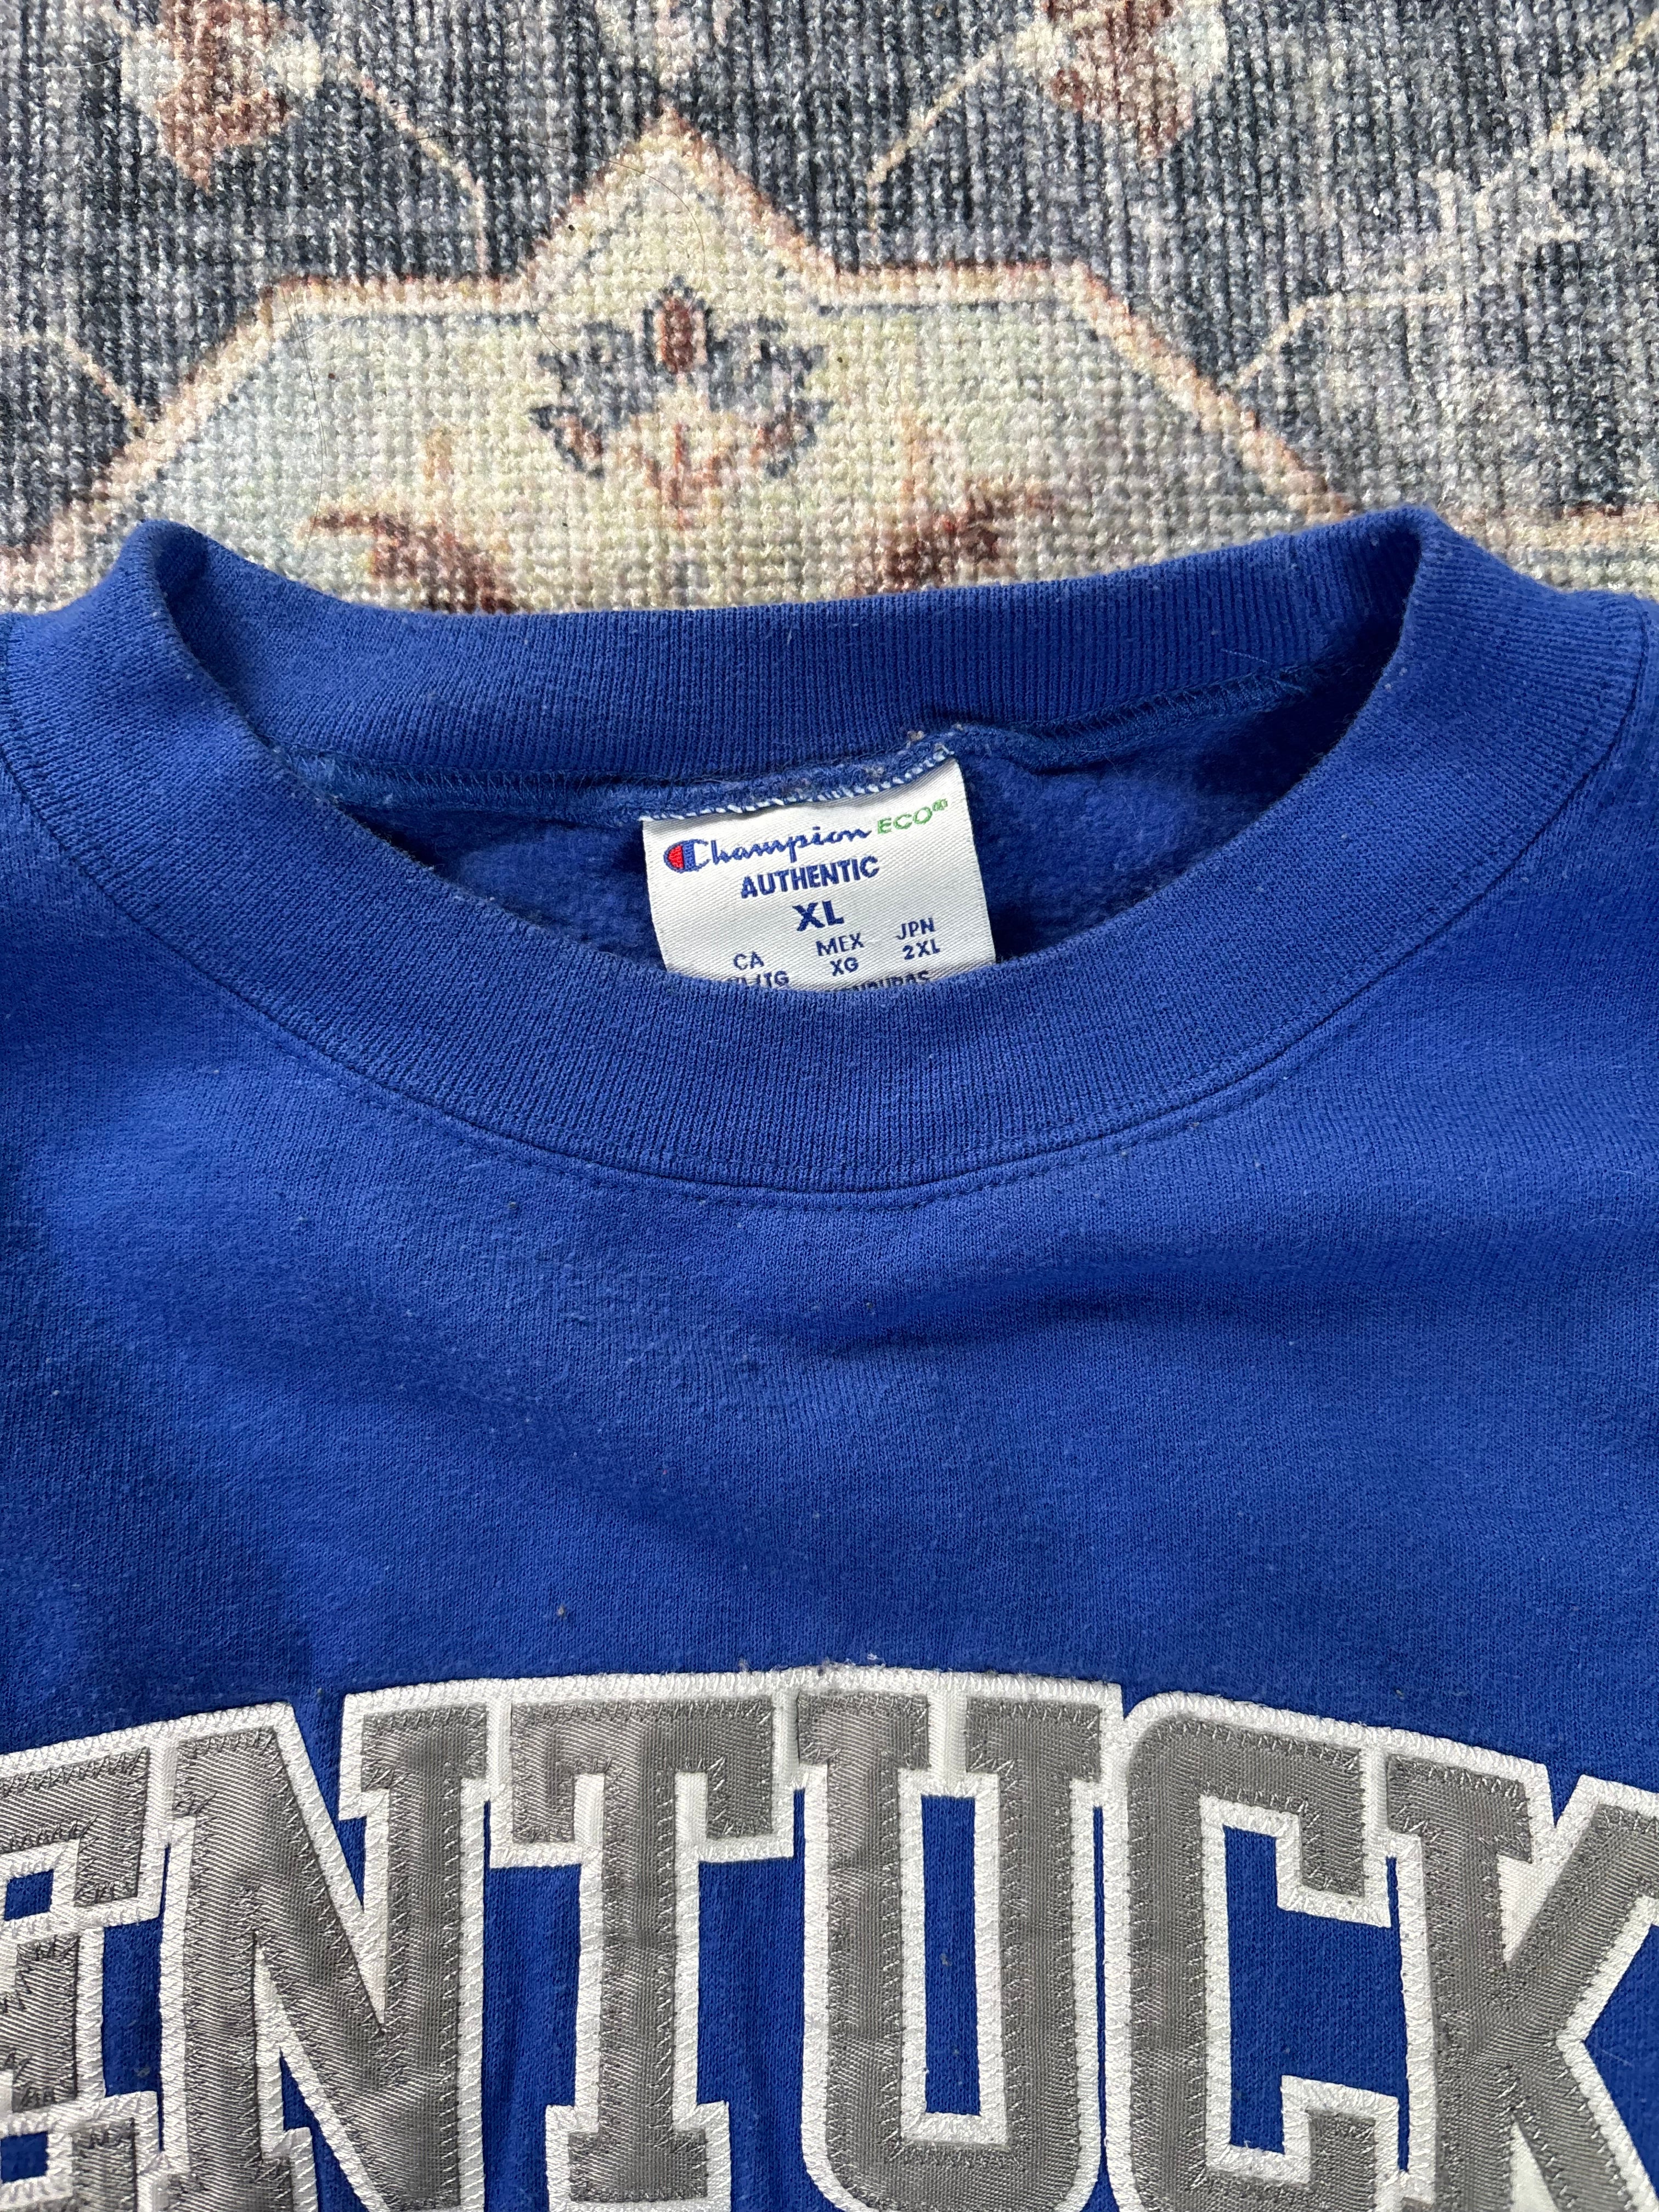 Champion ECO
AUTHENTIC
XL
CA MEX JPN
XG 2XL
ENTUCK